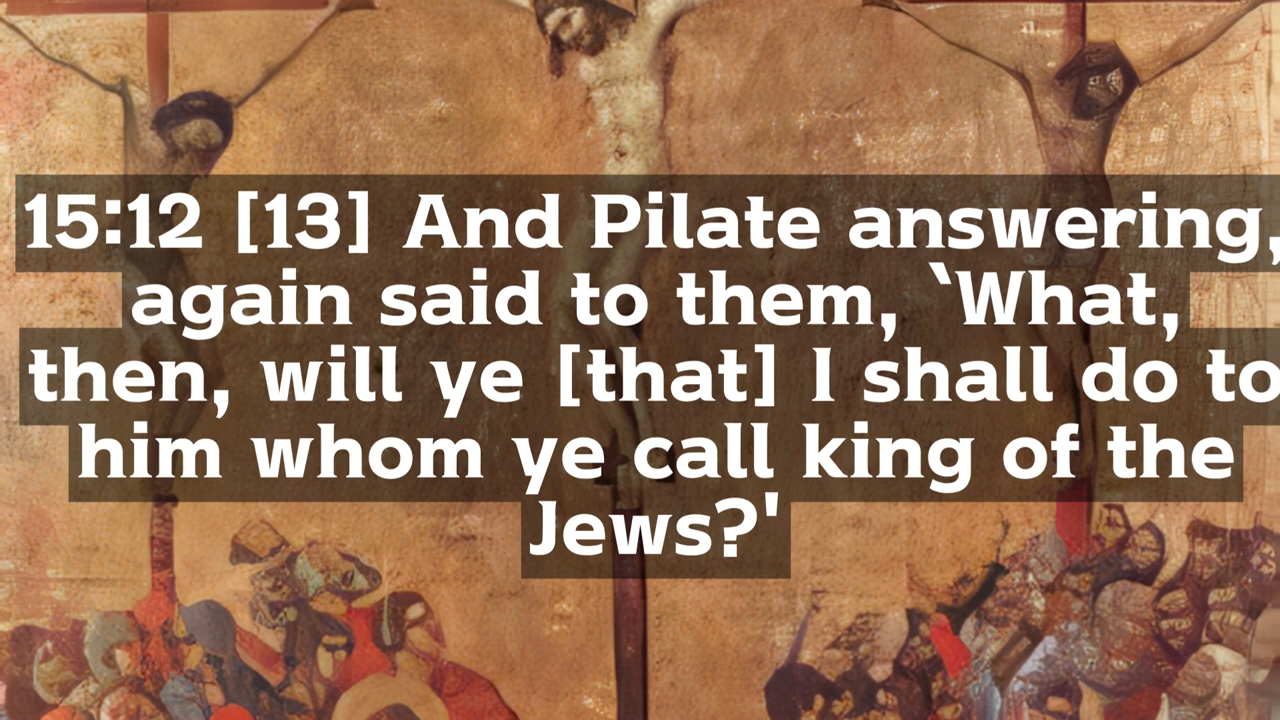 15:12 [13] And Pilate answering,
again said to them, `What,
then, will ye [that] I shall do to
him whom ye call king of the
Jews?'